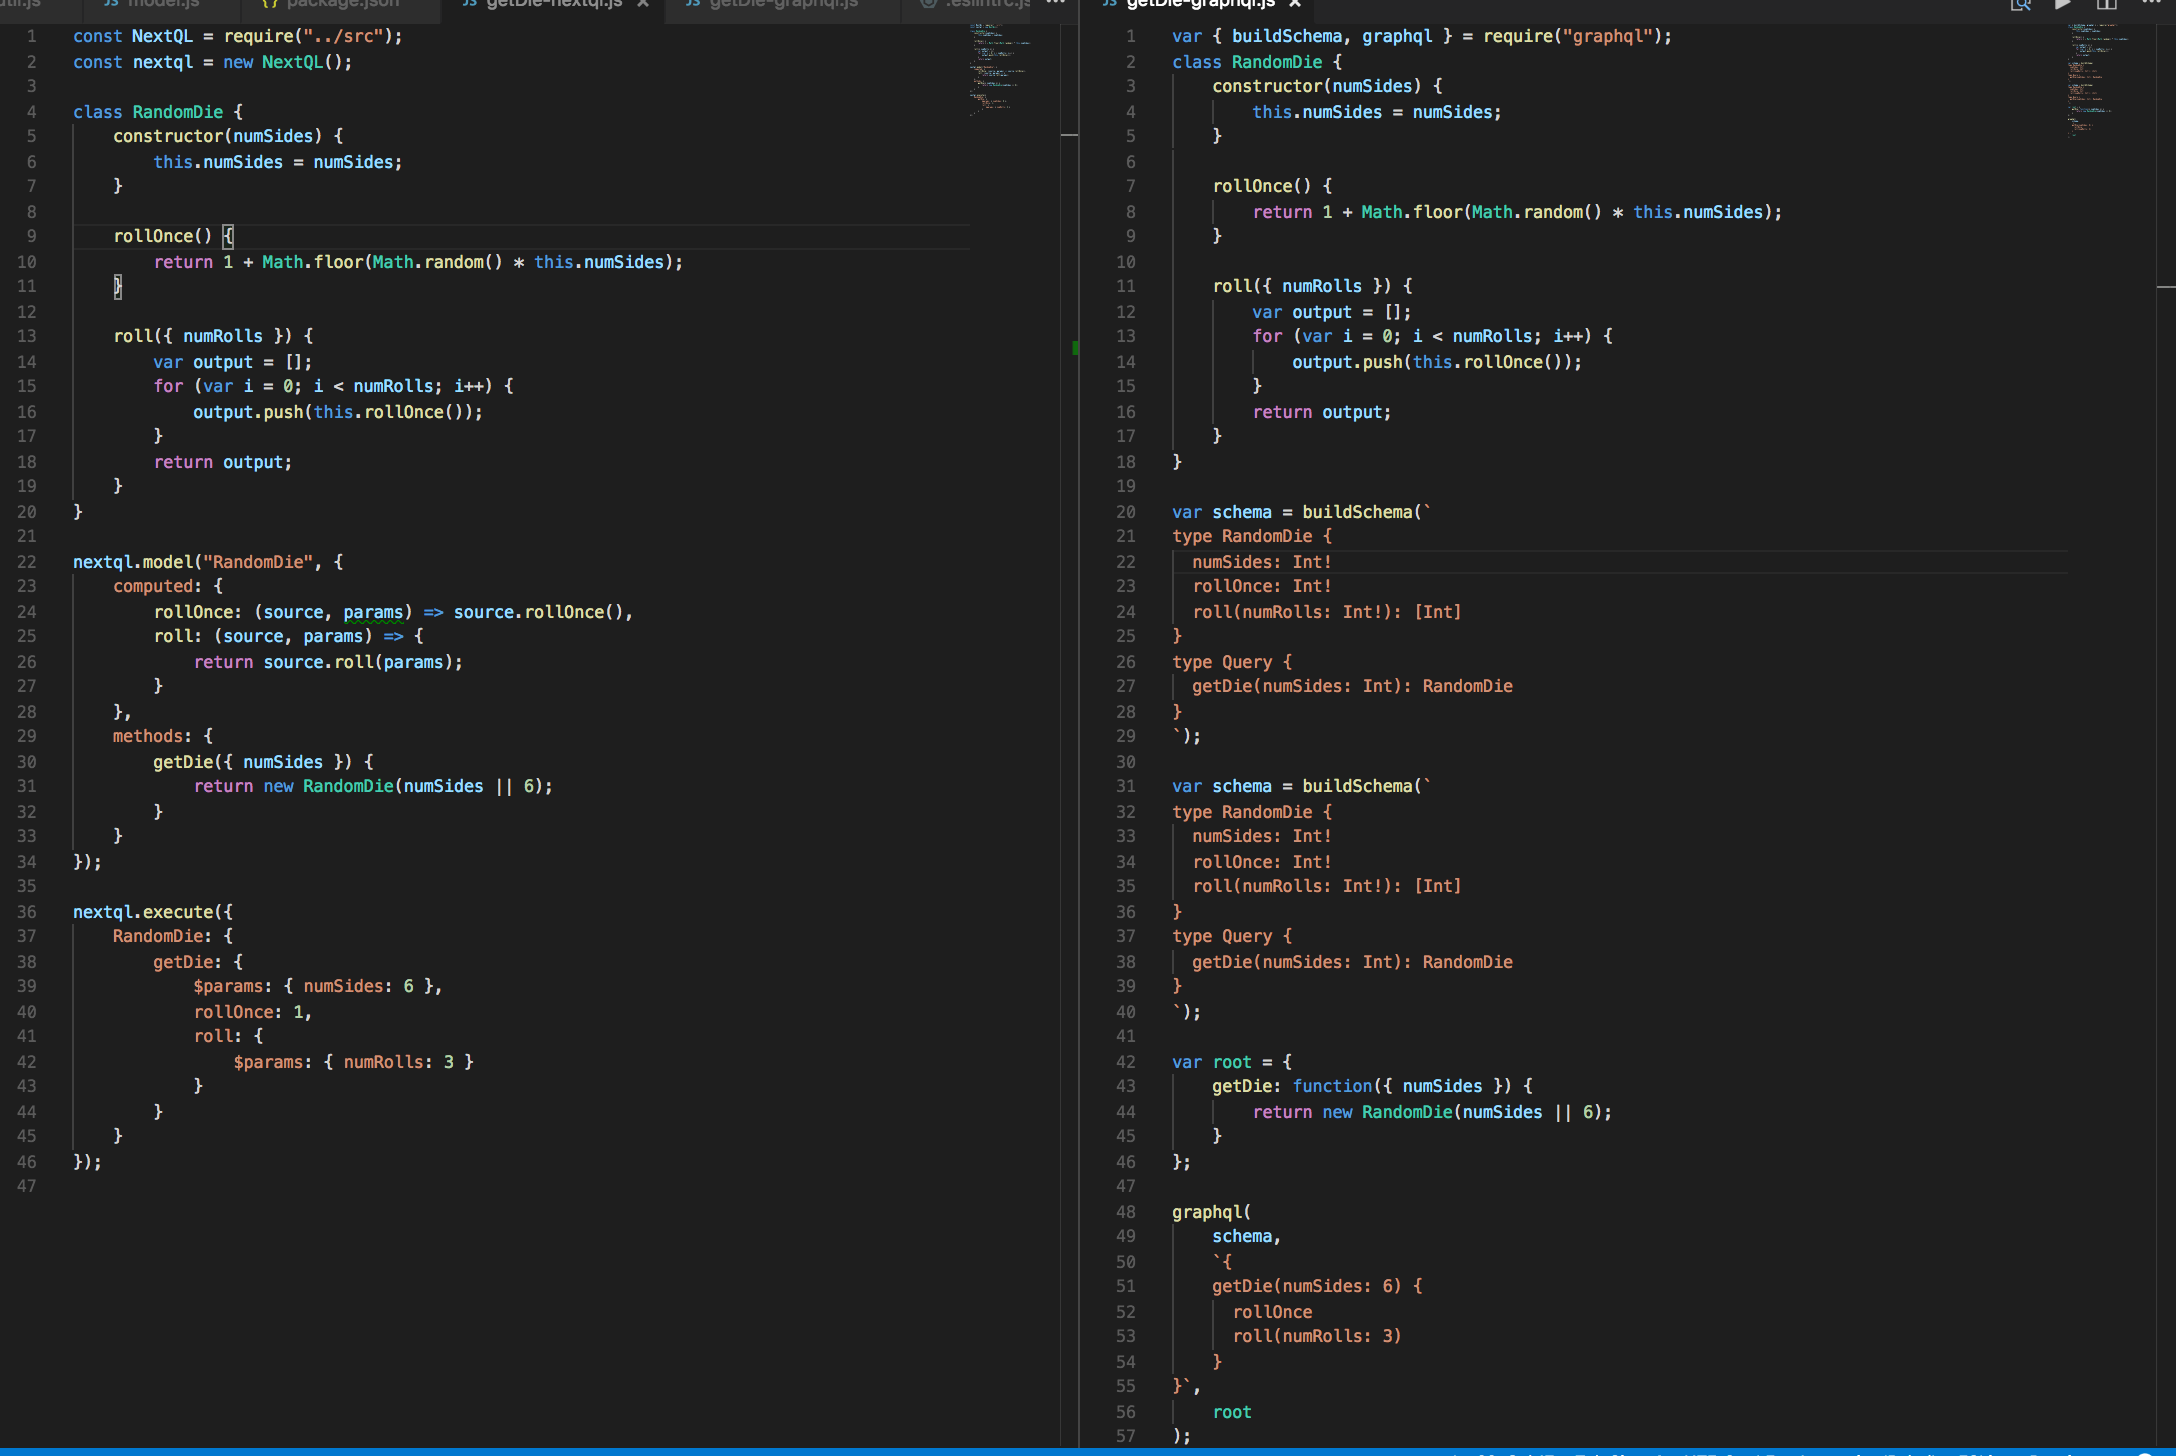 model.js
package.json
getDie-nextql.js
getDie-graphql.js
.eslintrc.js
1 const NextQL = require("../src");
2 const nextql = new NextQL();
3
4 class RandomDie {
5 constructor(numSides) {
6 this.numSides = numSides;
7 }
8
9 rollOnce() {
10 return 1 + Math.floor(Math.random() * this.numSides);
11 }
12
13 roll({ numRolls }) {
14 var output = [];
15 for (var i = 0; i < numRolls; i++) {
16 output.push(this.rollOnce());
17 }
18 return output;
19 }
20 }
21
22 nextql.model("RandomDie", {
23 computed: {
24 rollOnce: (source, params) => source.rollOnce(),
25 roll: (source, params) => {
26 return source.roll(params);
27 }
28 },
29 methods: {
30 getDie({ numSides }) {
31 return new RandomDie(numSides || 6);
32 }
33 }
34 });
35
36 nextql.execute({
37 RandomDie: {
38 getDie: {
39 $params: { numSides: 6 },
40 rollOnce: 1,
41 roll: {
42 $params: { numRolls: 3 }
43 }
44 }
45 }
46 });
47
getDie-graphql.js
1 var { buildSchema, graphql } = require("graphql");
2 class RandomDie {
3 constructor(numSides) {
4 this.numSides = numSides;
5 }
6
7 rollOnce() {
8 return 1 + Math.floor(Math.random() * this.numSides);
9 }
10
11 roll({ numRolls }) {
12 var output = [];
13 for (var i = 0; i < numRolls; i++) {
14 output.push(this.rollOnce());
15 }
16 return output;
17 }
18 }
19
20 var schema = buildSchema(`
21 type RandomDie {
22 numSides: Int!
23 rollOnce: Int!
24 roll(numRolls: Int!): [Int]
25 }
26 type Query {
27 getDie(numSides: Int): RandomDie
28 }
29 `);
30
31 var schema = buildSchema(`
32 type RandomDie {
33 numSides: Int!
34 rollOnce: Int!
35 roll(numRolls: Int!): [Int]
36 }
37 type Query {
38 getDie(numSides: Int): RandomDie
39 }
40 `);
41
42 var root = {
43 getDie: function({ numSides }) {
44 return new RandomDie(numSides || 6);
45 }
46 };
47
48 graphql(
49 schema,
50 `{
51 getDie(numSides: 6) {
52 rollOnce
53 roll(numRolls: 3)
54 }
55 }`,
56 root
57 );